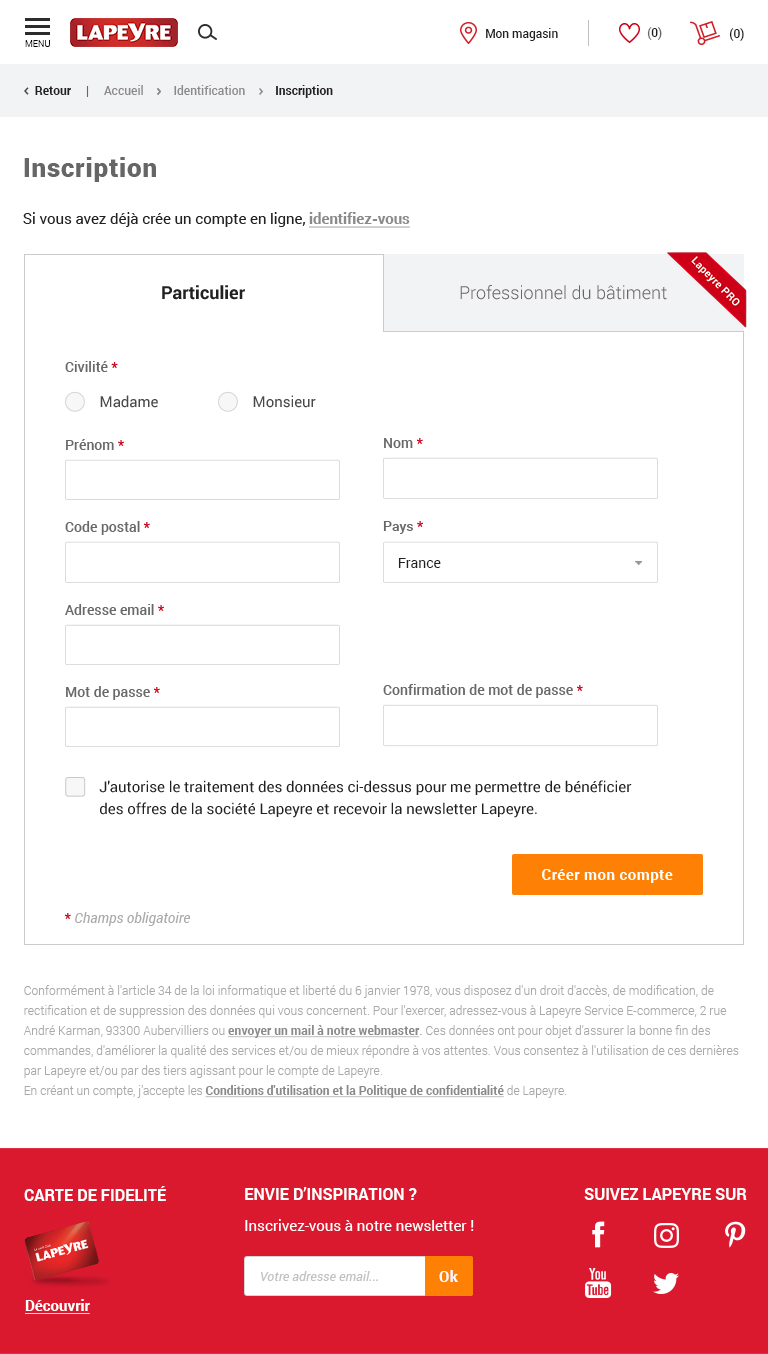 MENU
LAPEYRE
Mon magasin
(0)
(0)
‹ Retour | Accueil › Identification › Inscription
Inscription
Si vous avez déjà crée un compte en ligne, identifiez-vous
Particulier
Professionnel du bâtiment
Lapeyre PRO
Civilité *
Madame
Monsieur
Prénom *
Nom *
Code postal *
Pays *
France
Adresse email *
Mot de passe *
Confirmation de mot de passe *
J'autorise le traitement des données ci-dessus pour me permettre de bénéficier
des offres de la société Lapeyre et recevoir la newsletter Lapeyre.
Créer mon compte
* Champs obligatoire
Conformément à l'article 34 de la loi informatique et liberté du 6 janvier 1978, vous disposez d'un droit d'accès, de modification, de
rectification et de suppression des données qui vous concernent. Pour l'exercer, adressez-vous à Lapeyre Service E-commerce, 2 rue
André Karman, 93300 Aubervilliers ou envoyer un mail à notre webmaster. Ces données ont pour objet d'assurer la bonne fin des
commandes, d'améliorer la qualité des services et/ou de mieux répondre à vos attentes. Vous consentez à l'utilisation de ces dernières
par Lapeyre et/ou par des tiers agissant pour le compte de Lapeyre.
En créant un compte, j'accepte les Conditions d'utilisation et la Politique de confidentialité de Lapeyre.
CARTE DE FIDELITÉ
LAPEYRE
Découvrir
ENVIE D'INSPIRATION ?
Inscrivez-vous à notre newsletter !
Votre adresse email...
Ok
SUIVEZ LAPEYRE SUR
You
Tube